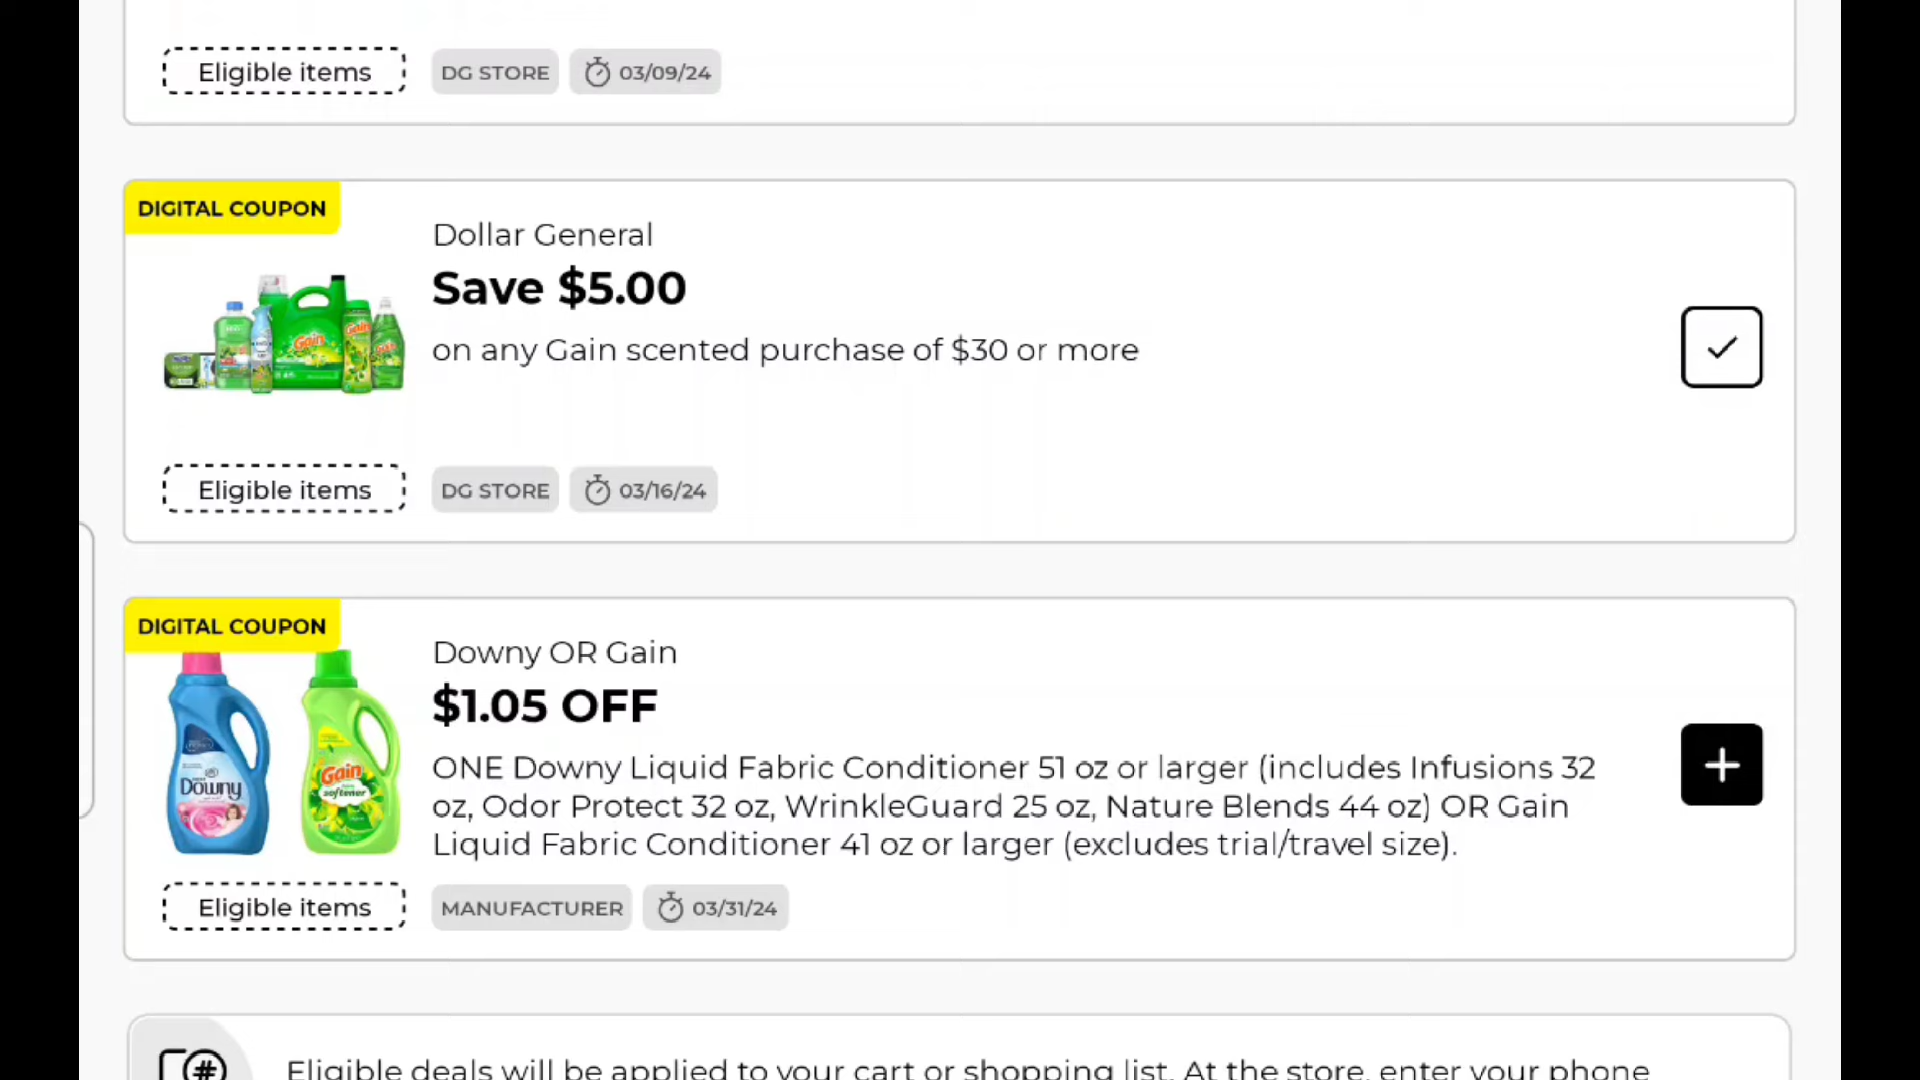 Eligible items
DG STORE
03/09/24
DIGITAL COUPON
Dollar General
Save $5.00
on any Gain scented purchase of $30 or more
Gain
Gain
Eligible items
DG STORE
03/16/24
DIGITAL COUPON
Downy OR Gain
$1.05 OFF
ONE Downy Liquid Fabric Conditioner 51 oz or larger (includes Infusions 32
oz, Odor Protect 32 oz, WrinkleGuard 25 oz, Nature Blends 44 oz) OR Gain
Liquid Fabric Conditioner 41 oz or larger (excludes trial/travel size).
Downy
Gain
softener
Eligible items
MANUFACTURER
03/31/24
#
Eligible deals will be applied to your cart or shopping list. At the store, enter your phone